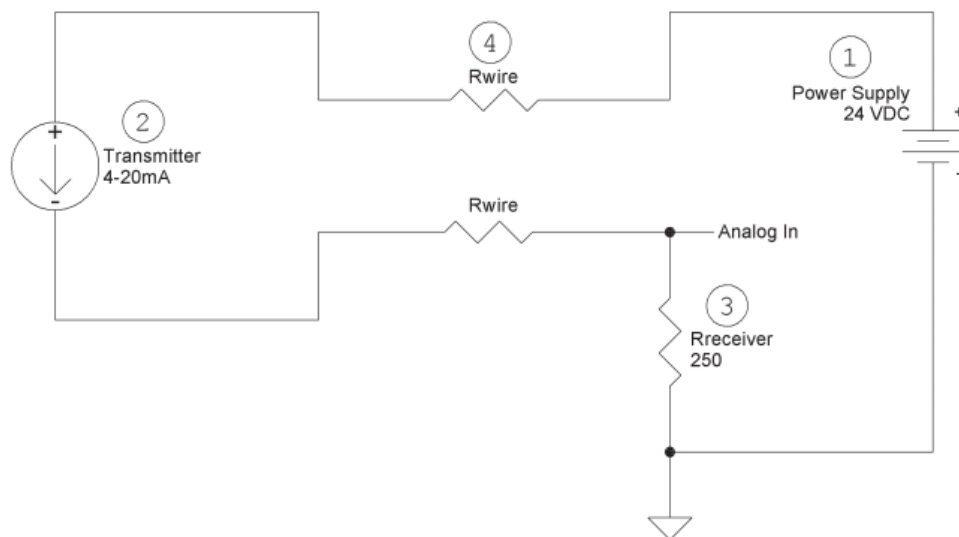 4
Rwire
1
Power Supply
24 VDC
+
-
2
+
Transmitter
4-20mA
-
Rwire
Analog In
3
Rreceiver
250